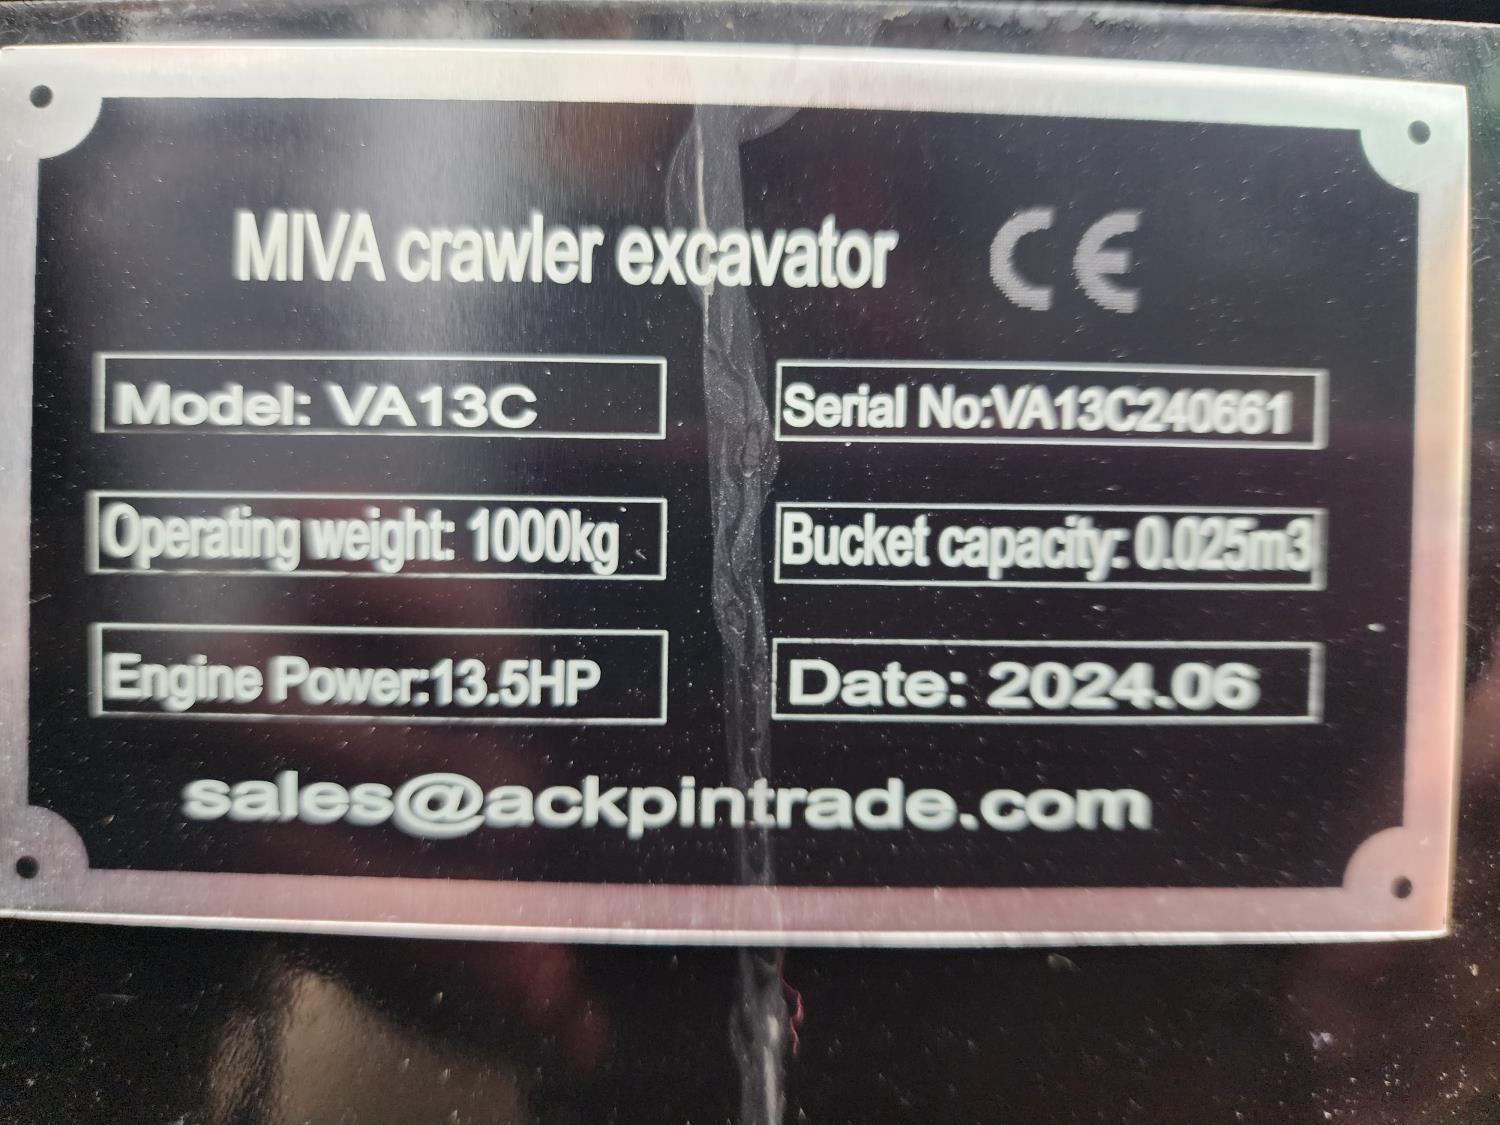 MIVA crawler excavator CE
Model: VA13C
Serial No:VA13C240661
Operating weight: 1000kg
Bucket capacity: 0.025m3
Engine Power:13.5HP
Date: 2024.06
sales@ackpintrade.com